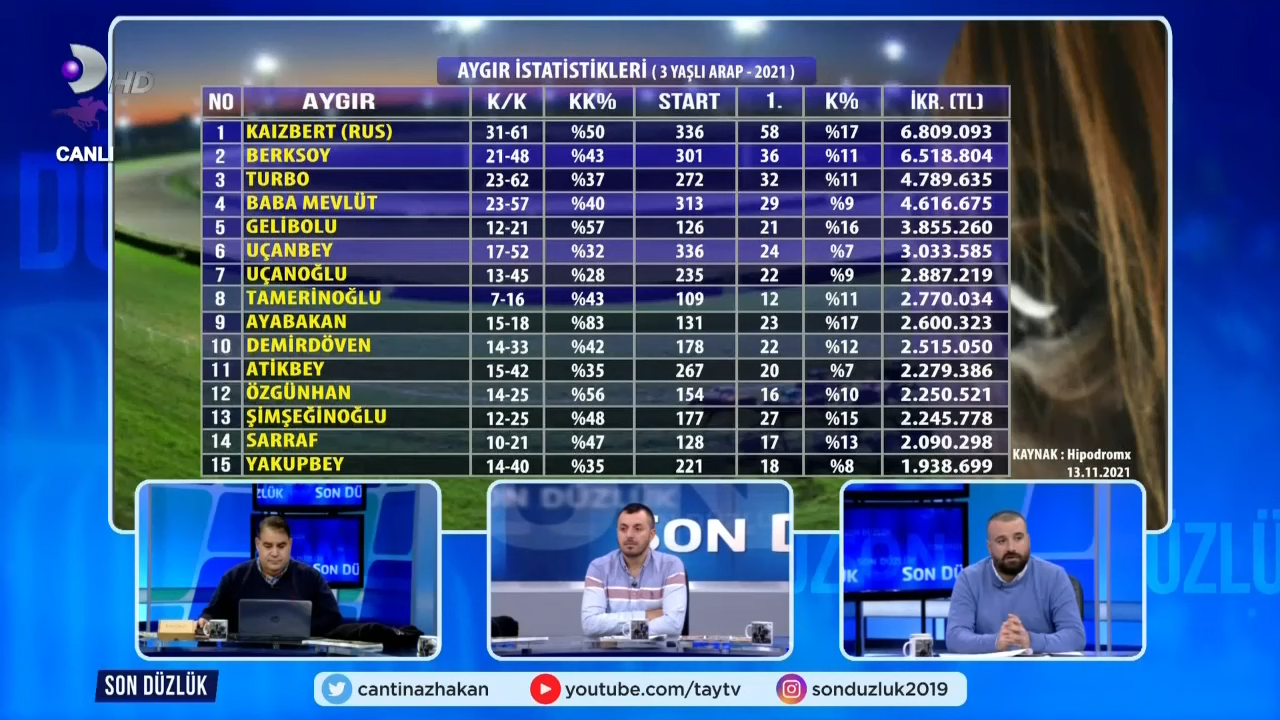 HD
CANLI
AYGIR İSTATİSTİKLERİ ( 3 YAŞLI ARAP - 2021 )
NO AYGIR K/K KK% START 1. K% İKR. (TL)
1 KAIZBERT (RUS) 31-61 %50 336 58 %17 6.809.093
2 BERKSOY 21-48 %43 301 36 %11 6.518.804
3 TURBO 23-62 %37 272 32 %11 4.789.635
4 BABA MEVLÜT 23-57 %40 313 29 %9 4.616.675
5 GELİBOLU 12-21 %57 126 21 %16 3.855.260
6 UÇANBEY 17-52 %32 336 24 %7 3.033.585
7 UÇANOĞLU 13-45 %28 235 22 %9 2.887.219
8 TAMERİNOĞLU 7-16 %43 109 12 %11 2.770.034
9 AYABAKAN 15-18 %83 131 23 %17 2.600.323
10 DEMİRDÖVEN 14-33 %42 178 22 %12 2.515.050
11 ATİKBEY 15-42 %35 267 20 %7 2.279.386
12 ÖZGÜNHAN 14-25 %56 154 16 %10 2.250.521
13 ŞİMŞEĞİNOĞLU 12-25 %48 177 27 %15 2.245.778
14 SARRAF 10-21 %47 128 17 %13 2.090.298
15 YAKUPBEY 14-40 %35 221 18 %8 1.938.699
KAYNAK : Hipodromx
13.11.2021
ZLÜK SON DÜ
SON DÜ
SON DÜZLÜK
SON D
LK SON DÜ
SON DÜZLÜK
cantinazhakan youtube.com/taytv sonduzluk2019